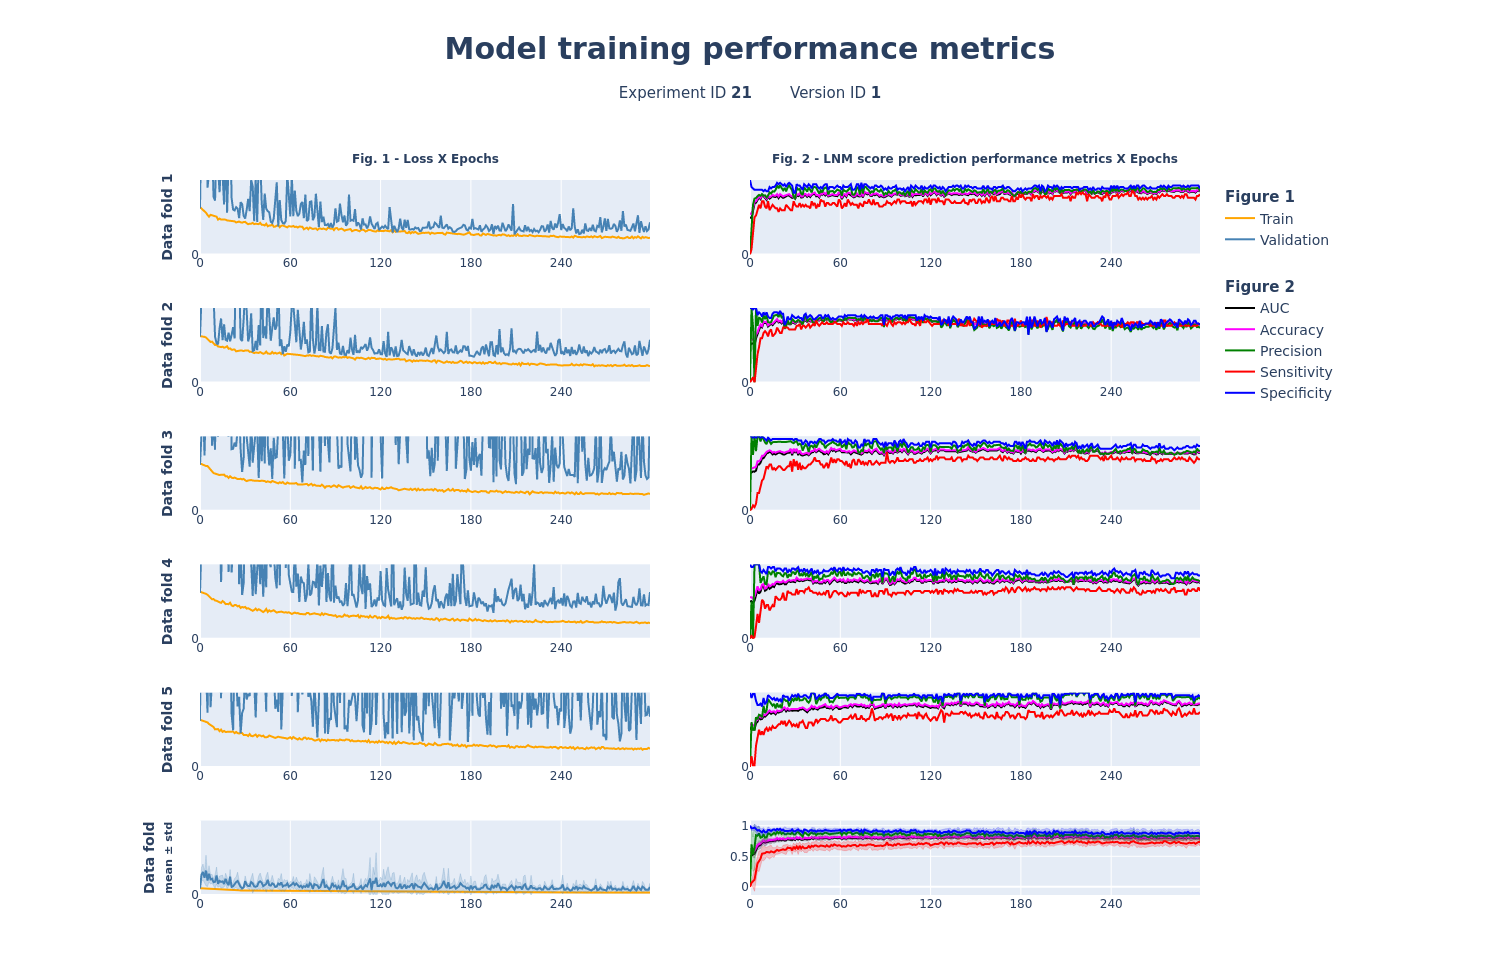 Model training performance metrics
Experiment ID 21 Version ID 1
Fig. 1 - Loss X Epochs
Fig. 2 - LNM score prediction performance metrics X Epochs
Data fold 1
0
0 60 120 180 240
0
0 60 120 180 240
Figure 1
Train
Validation
Figure 2
AUC
Accuracy
Precision
Sensitivity
Specificity
Data fold 2
0
0 60 120 180 240
0
0 60 120 180 240
Data fold 3
0
0 60 120 180 240
0
0 60 120 180 240
Data fold 4
0
0 60 120 180 240
0
0 60 120 180 240
Data fold 5
0
0 60 120 180 240
0
0 60 120 180 240
Data fold
mean ± std
0
0 60 120 180 240
1
0.5
0
0 60 120 180 240